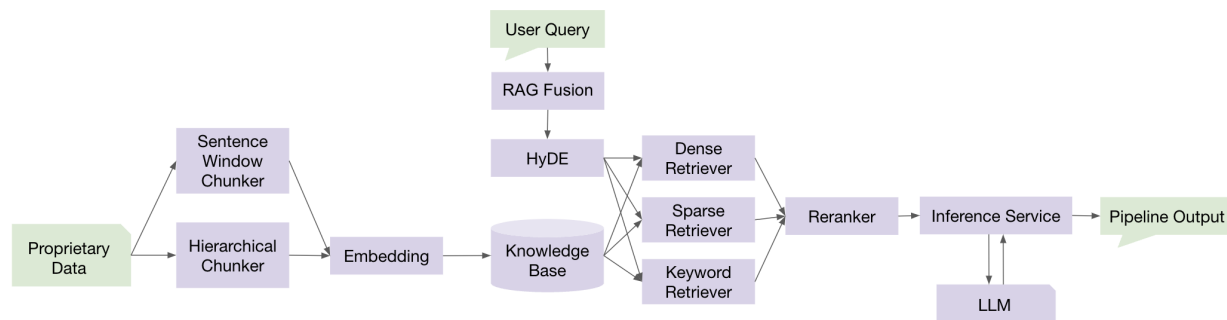 User Query
RAG Fusion
HyDE
Sentence
Window
Chunker
Hierarchical
Chunker
Proprietary
Data
Embedding
Knowledge
Base
Dense
Retriever
Sparse
Retriever
Keyword
Retriever
Reranker
Inference Service
LLM
Pipeline Output